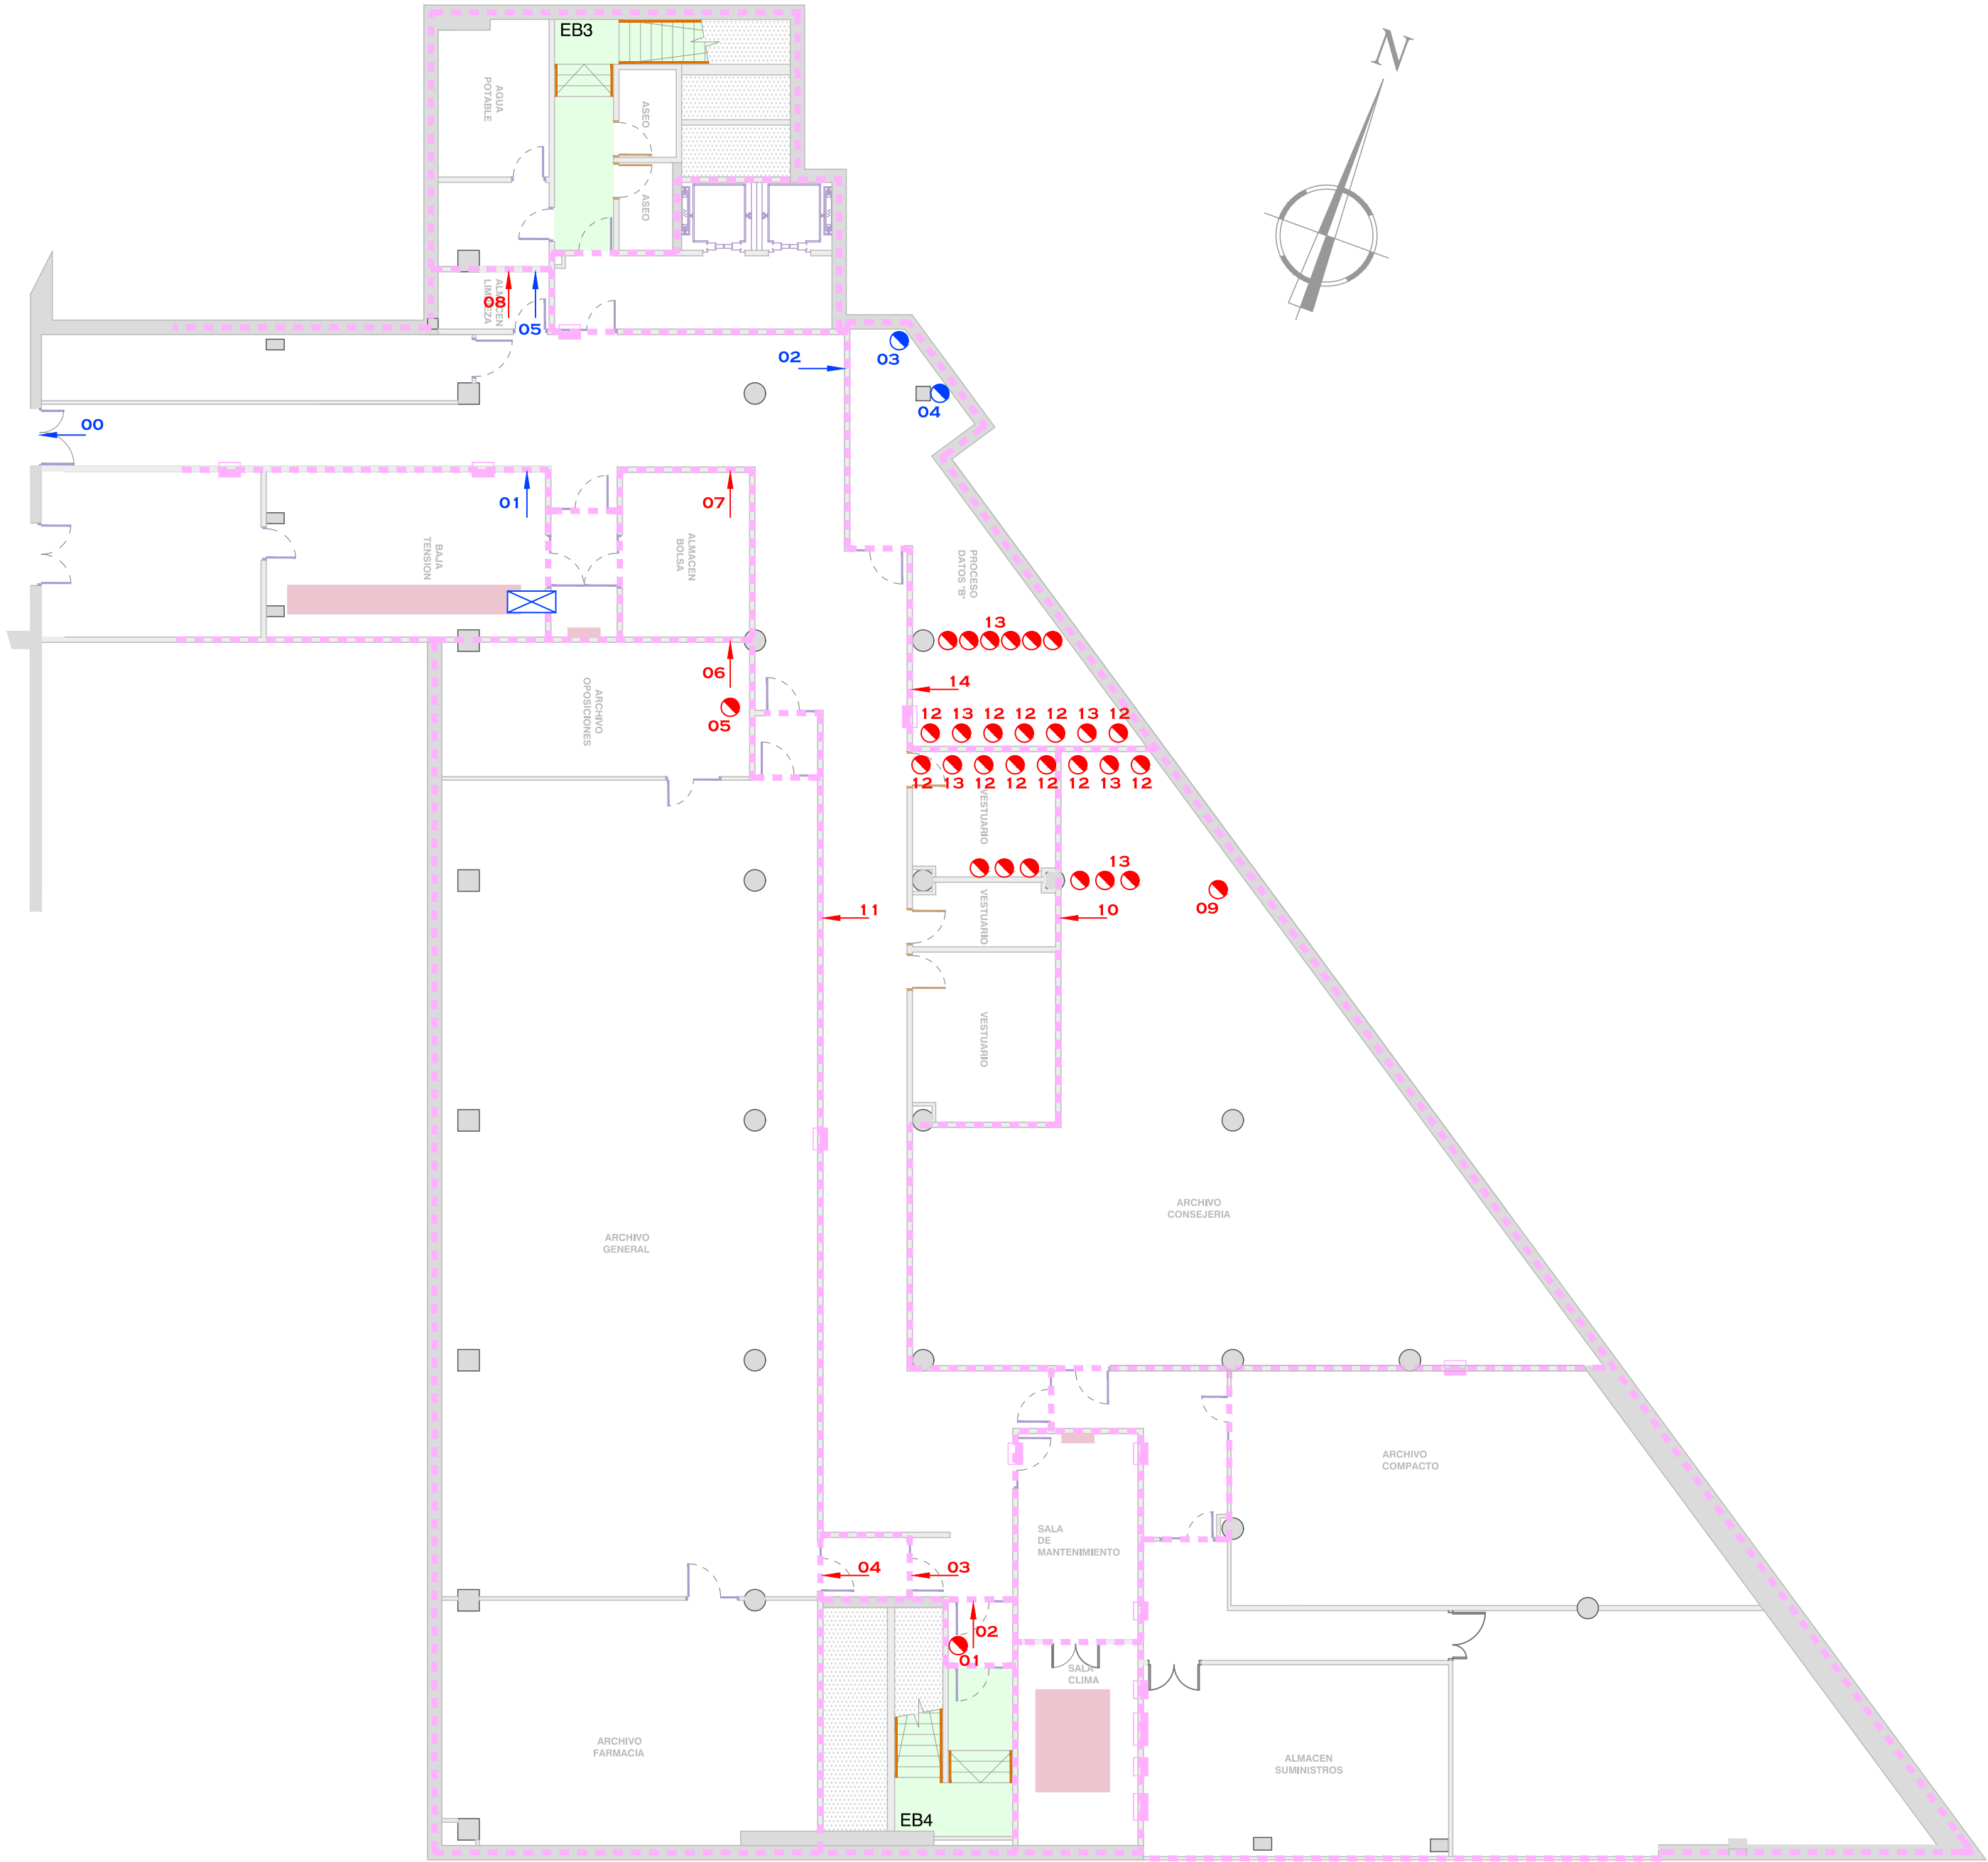 EB3
N
AGUA
POTABLE
ASEO
ASEO
ALMACEN
LIMPIEZA
08
05
02
03
04
00
01
07
BAJA
TENSION
ALMACEN
BOLSA
PROCESO
DATOS "B"
13
06
14
ARCHIVO
OPOSICIONES
05
12 13 12 12 12 13 12
12 13 12 12 12 12 13 12
VESTUARIO
13
09
11
10
VESTUARIO
VESTUARIO
ARCHIVO
CONSEJERIA
ARCHIVO
GENERAL
ARCHIVO
COMPACTO
SALA
DE
MANTENIMIENTO
04
03
02
01
SALA
CLIMA
ARCHIVO
FARMACIA
ALMACEN
SUMINISTROS
EB4